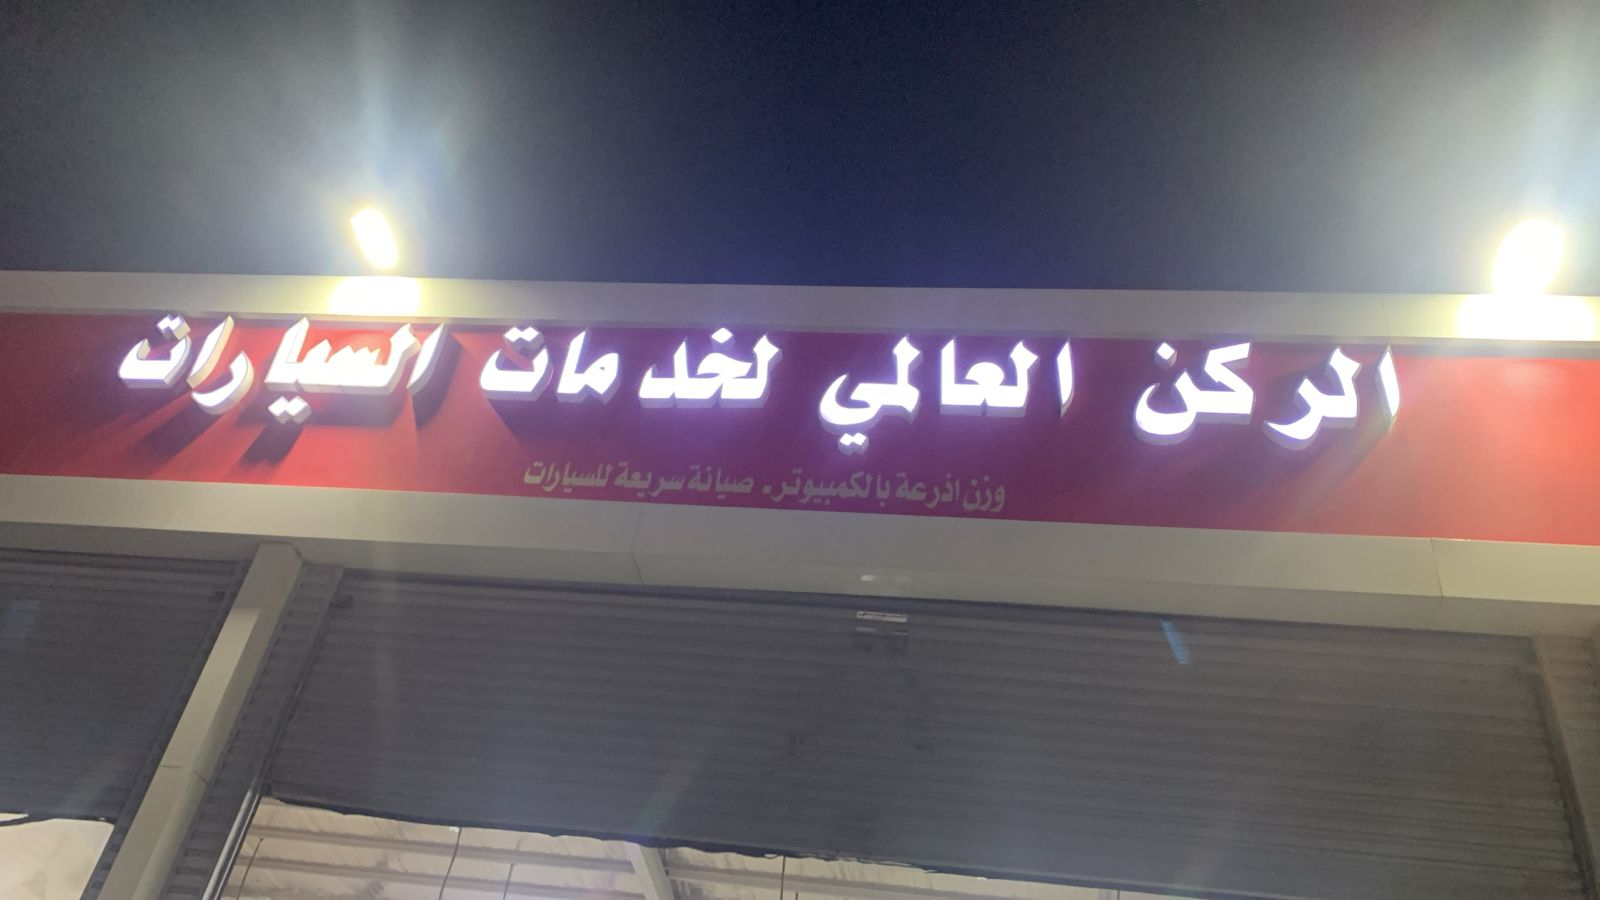 الركن العالمي لخدمات السيارات
وزن اذرعة بالكمبيوتر - صيانة سريعة للسيارات